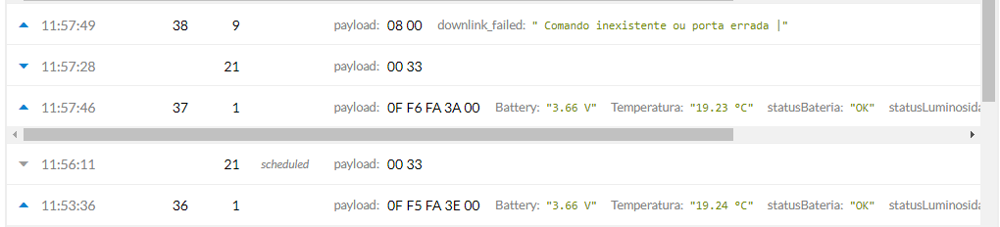 11:57:49 38 9 payload: 08 00 downlink_failed: " Comando inexistente ou porta errada |"
11:57:28 21 payload: 00 33
11:57:46 37 1 payload: 0F F6 FA 3A 00 Battery: "3.66 V" Temperatura: "19.23 ºC" statusBateria: "OK" statusLuminosida
11:56:11 21 scheduled payload: 00 33
11:53:36 36 1 payload: 0F F5 FA 3E 00 Battery: "3.66 V" Temperatura: "19.24 ºC" statusBateria: "OK" statusLuminosida